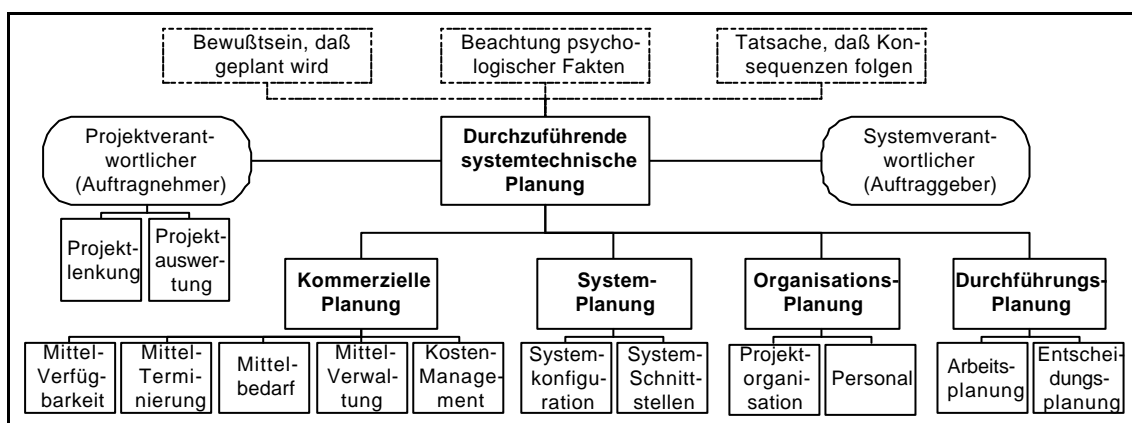 Bewußtsein, daß
geplant wird
Beachtung psycho-
logischer Fakten
Tatsache, daß Kon-
sequenzen folgen
Projektverant-
wortlicher
(Auftragnehmer)
Durchzuführende
systemtechnische
Planung
Systemverant-
wortlicher
(Auftraggeber)
Projekt-
lenkung
Projekt-
auswer-
tung
Kommerzielle
Planung
System-
Planung
Organisations-
Planung
Durchführungs-
Planung
Mittel-
Verfüg-
barkeit
Mittel-
Termi-
nierung
Mittel-
bedarf
Mittel-
Verwal-
tung
Kosten-
Manage-
ment
System-
konfigu-
ration
System-
Schnitt-
stellen
Projekt-
organi-
sation
Personal
Arbeits-
planung
Entschei-
dungs-
planung